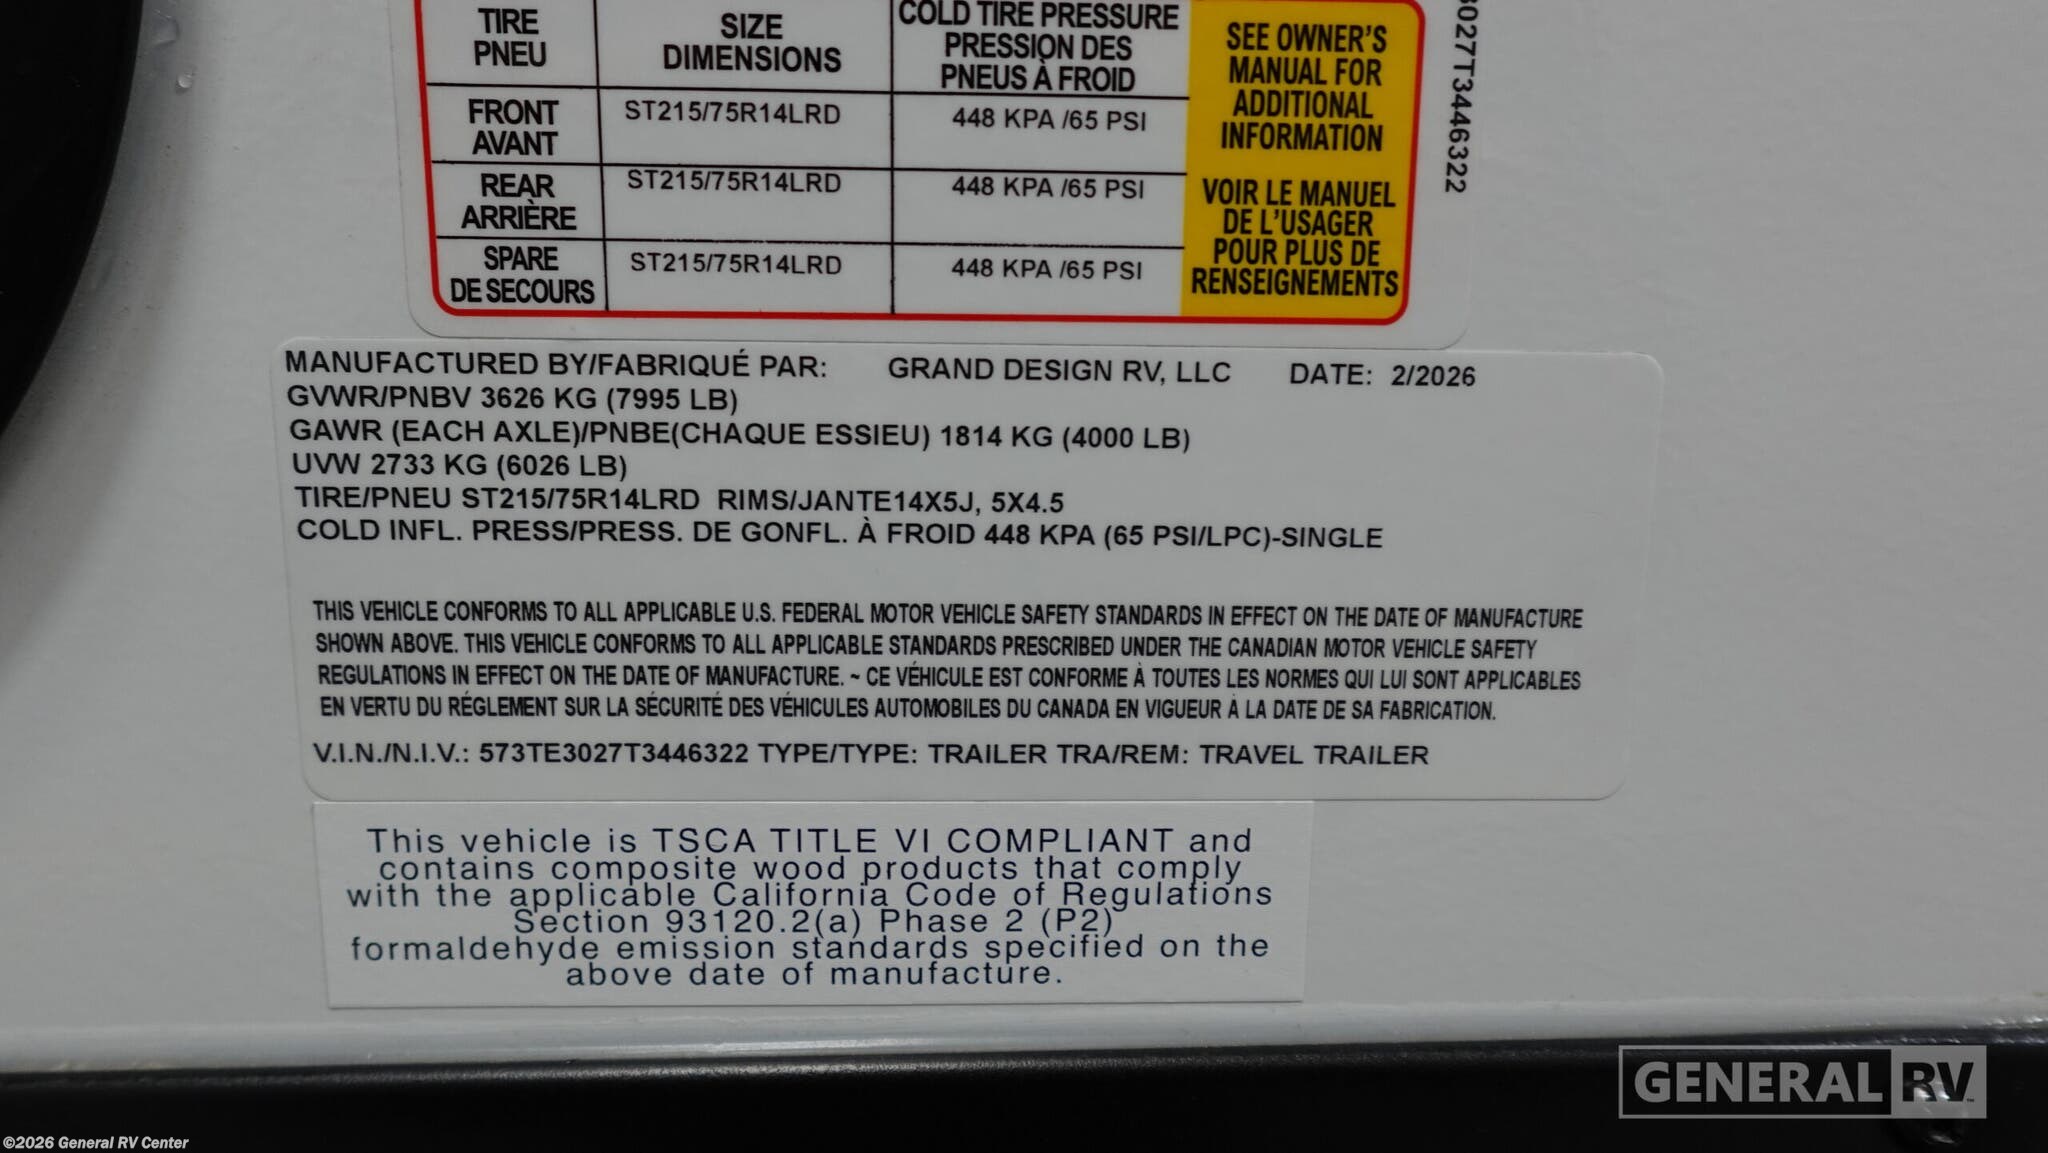 TIRE
PNEU
SIZE
DIMENSIONS
COLD TIRE PRESSURE
PRESSION DES
PNEUS À FROID
FRONT
AVANT
ST215/75R14LRD
448 KPA /65 PSI
REAR
ARRIÈRE
ST215/75R14LRD
448 KPA /65 PSI
SPARE
DE SECOURS
ST215/75R14LRD
448 KPA /65 PSI
SEE OWNER'S
MANUAL FOR
ADDITIONAL
INFORMATION
VOIR LE MANUEL
DE L'USAGER
POUR PLUS DE
RENSEIGNEMENTS
3027T3446322
MANUFACTURED BY/FABRIQUÉ PAR: GRAND DESIGN RV, LLC DATE: 2/2026
GVWR/PNBV 3626 KG (7995 LB)
GAWR (EACH AXLE)/PNBE(CHAQUE ESSIEU) 1814 KG (4000 LB)
UVW 2733 KG (6026 LB)
TIRE/PNEU ST215/75R14LRD RIMS/JANTE14X5J, 5X4.5
COLD INFL. PRESS/PRESS. DE GONFL. À FROID 448 KPA (65 PSI/LPC)-SINGLE
THIS VEHICLE CONFORMS TO ALL APPLICABLE U.S. FEDERAL MOTOR VEHICLE SAFETY STANDARDS IN EFFECT ON THE DATE OF MANUFACTURE
SHOWN ABOVE. THIS VEHICLE CONFORMS TO ALL APPLICABLE STANDARDS PRESCRIBED UNDER THE CANADIAN MOTOR VEHICLE SAFETY
REGULATIONS IN EFFECT ON THE DATE OF MANUFACTURE. ~ CE VÉHICULE EST CONFORME À TOUTES LES NORMES QUI LUI SONT APPLICABLES
EN VERTU DU RÉGLEMENT SUR LA SÉCURITÉ DES VÉHICULES AUTOMOBILES DU CANADA EN VIGUEUR À LA DATE DE SA FABRICATION.
V.I.N./N.I.V.: 573TE3027T3446322 TYPE/TYPE: TRAILER TRA/REM: TRAVEL TRAILER
This vehicle is TSCA TITLE VI COMPLIANT and
contains composite wood products that comply
with the applicable California Code of Regulations
Section 93120.2(a) Phase 2 (P2)
formaldehyde emission standards specified on the
above date of manufacture.
GENERAL RV
©2026 General RV Center